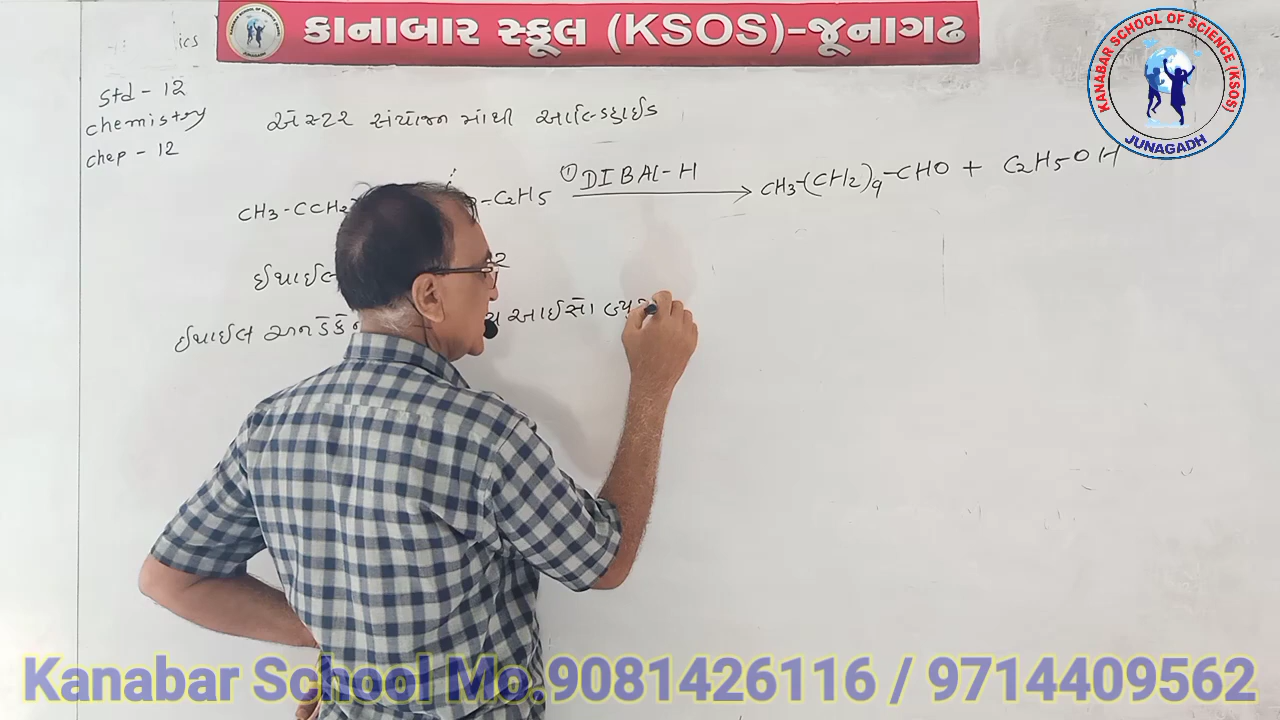 કાનાબાર સ્કૂલ (KSOS)-જૂનાગઢ
KANABAR SCHOOL OF SCIENCE (KSOS)
JUNAGADH
Std - 12
chemistry
chep - 12
એસ્ટર સંયોજન માંથી આલ્ડિહાઈડ
CH3-CCH2 -C2H5 ① DIBAL-H CH3-(CH2)9-CHO + C2H5OH
ઈથાઈલ
ઈથાઈલ આઈસો બ્યુ
Kanabar School Mo.9081426116 / 9714409562